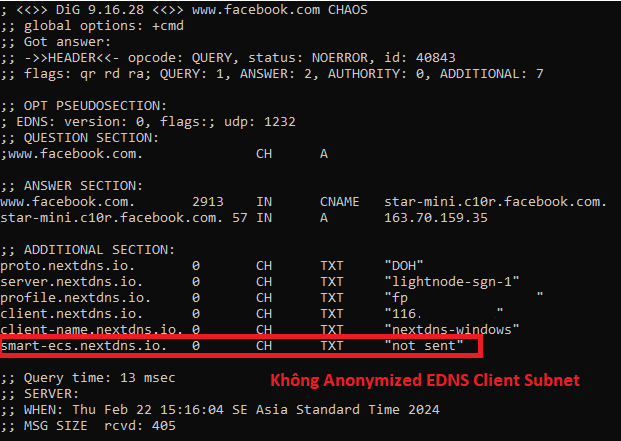 ; <<>> DiG 9.16.28 <<>> www.facebook.com CHAOS
;; global options: +cmd
;; Got answer:
;; ->>HEADER<<- opcode: QUERY, status: NOERROR, id: 40843
;; flags: qr rd ra; QUERY: 1, ANSWER: 2, AUTHORITY: 0, ADDITIONAL: 7
;; OPT PSEUDOSECTION:
; EDNS: version: 0, flags:; udp: 1232
;; QUESTION SECTION:
;www.facebook.com. CH A
;; ANSWER SECTION:
www.facebook.com. 2913 IN CNAME star-mini.c10r.facebook.com.
star-mini.c10r.facebook.com. 57 IN A 163.70.159.35
;; ADDITIONAL SECTION:
proto.nextdns.io. 0 CH TXT "DOH"
server.nextdns.io. 0 CH TXT "lightnode-sgn-1"
profile.nextdns.io. 0 CH TXT "fp "
client.nextdns.io. 0 CH TXT "116. "
client-name.nextdns.io. 0 CH TXT "nextdns-windows"
smart-ecs.nextdns.io. 0 CH TXT "not sent"
;; Query time: 13 msec Không Anonymized EDNS Client Subnet
;; SERVER:
;; WHEN: Thu Feb 22 15:16:04 SE Asia Standard Time 2024
;; MSG SIZE rcvd: 405